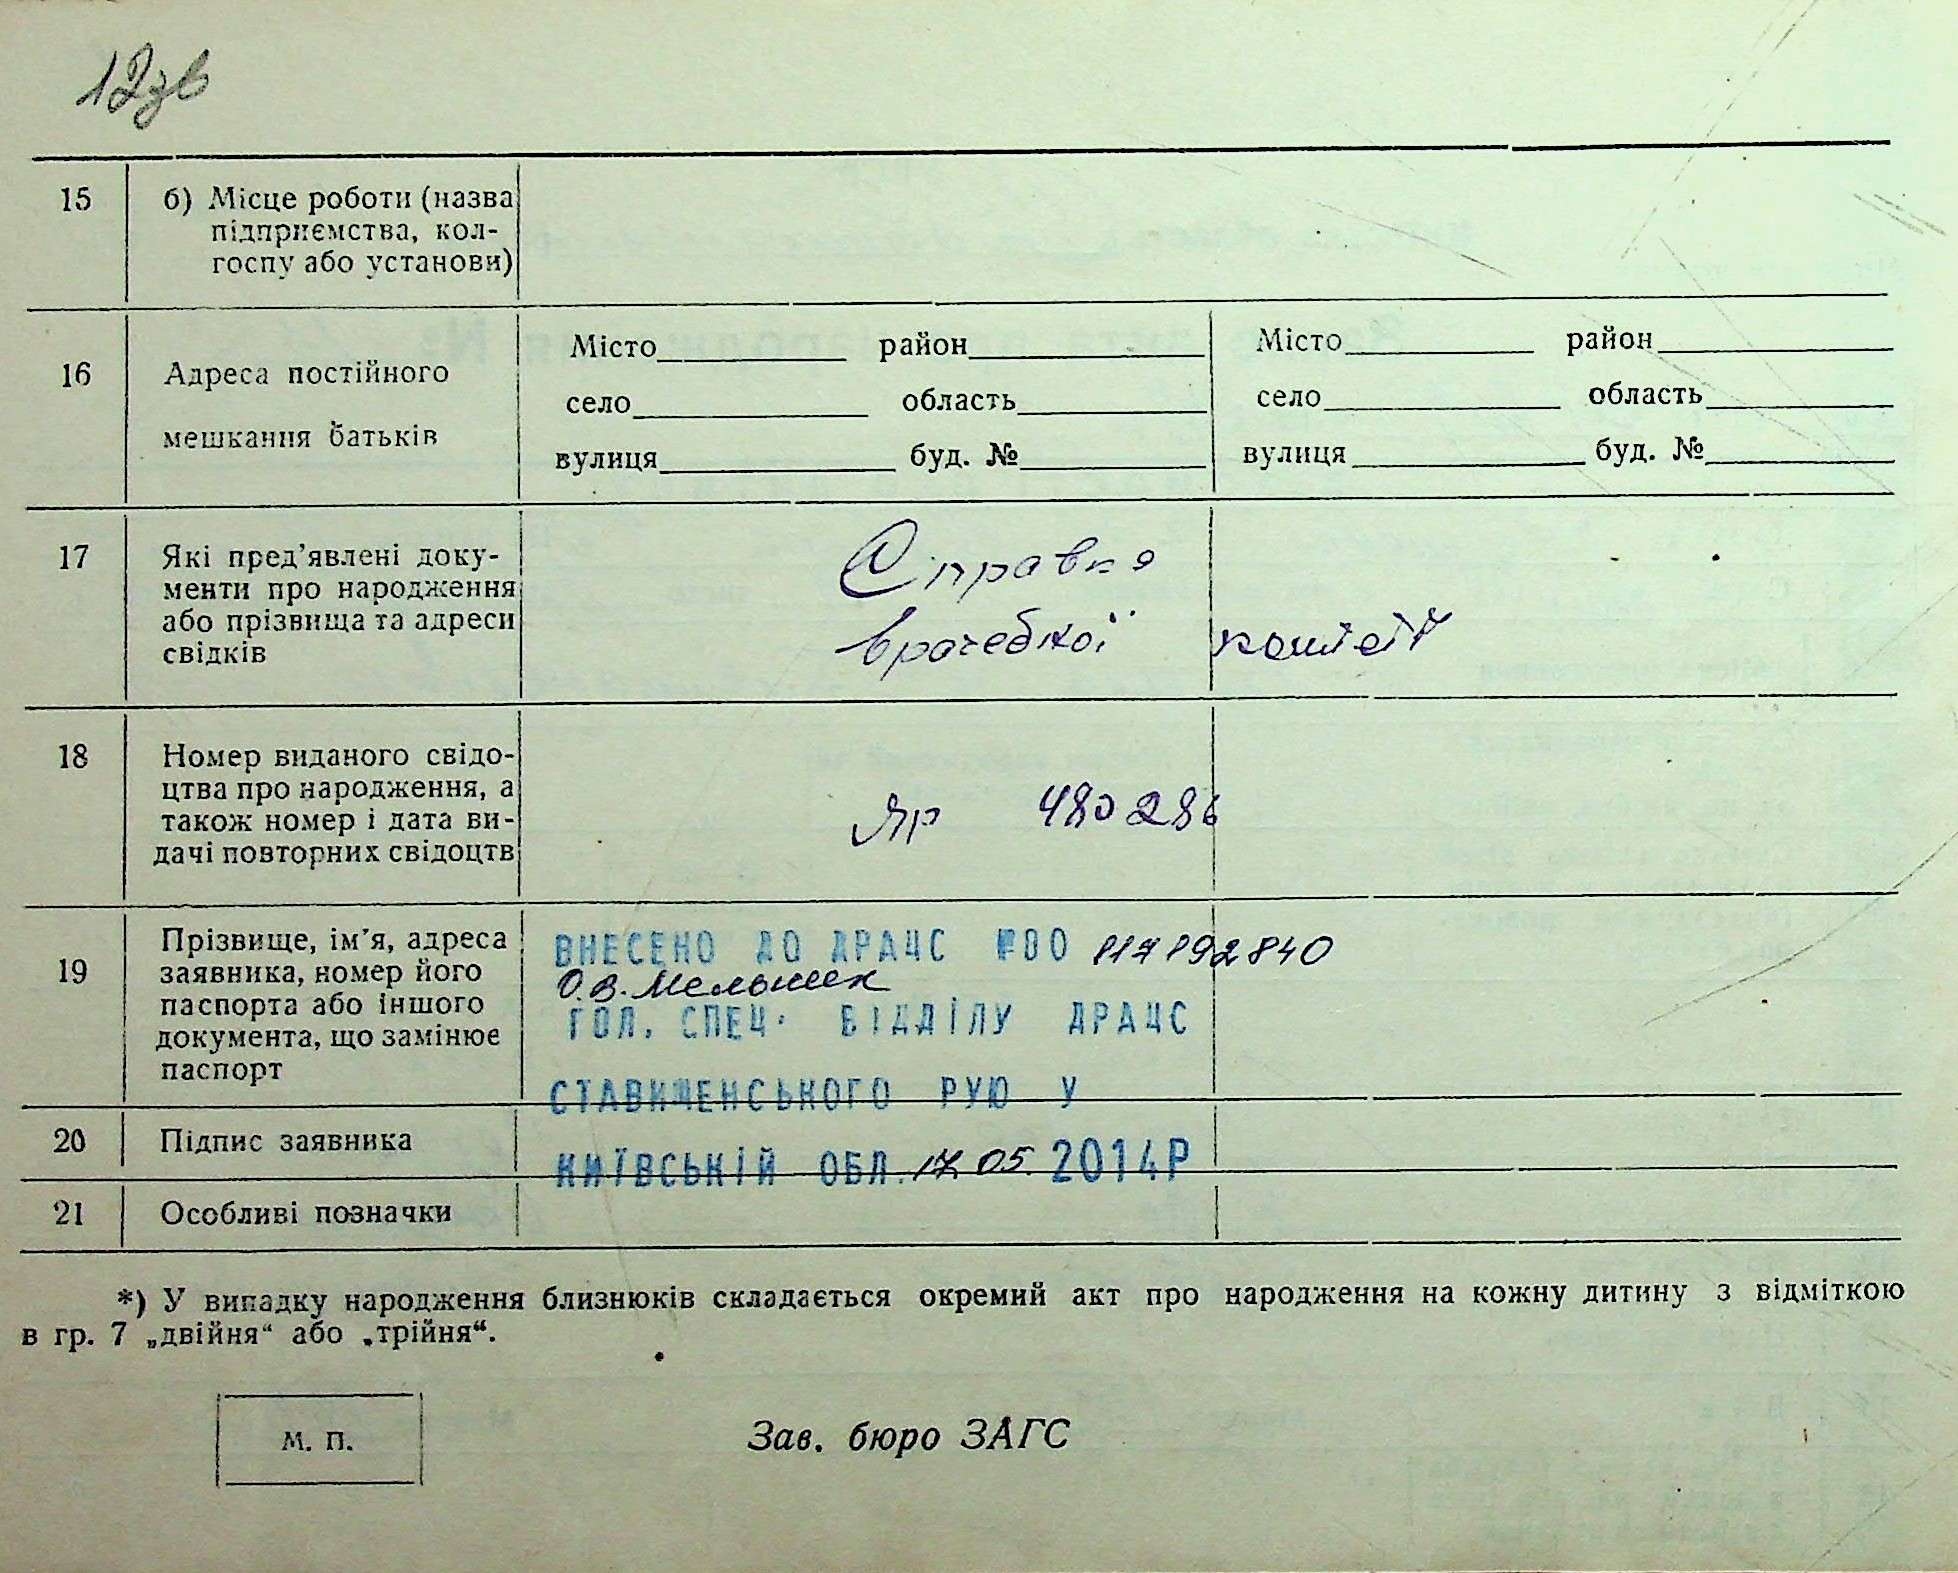 12зв
15 б) Місце роботи (назва
підприємства, кол-
госпу або установи)
16 Адреса постійного
мешкання батьків
Місто район
село область
вулиця буд. №
Місто район
село область
вулиця буд. №
17 Які пред’явлені доку-
менти про народження
або прізвища та адреси
свідків
Справка
врачебної
18 Номер виданого свідо-
цтва про народження, а
також номер і дата ви-
дачі повторних свідоцтв
ЯР 480286
19 Прізвище, ім’я, адреса
заявника, номер його
паспорта або іншого
документа, що замінює
паспорт
ВНЕСЕНО ДО ДРАЦС №00 117192840
О.В.
ГОЛ. СПЕЦ. ВІДДІЛУ ДРАЦС
СТАВИЩЕНСЬКОГО РУЮ У
КИЇВСЬКІЙ ОБЛ. 17.05. 2014Р
20 Підпис заявника
21 Особливі позначки
*) У випадку народження близнюків складається окремий акт про народження на кожну дитину з відміткою
в гр. 7 „двійня“ або „трійня“.
М. П.
Зав. бюро ЗАГС